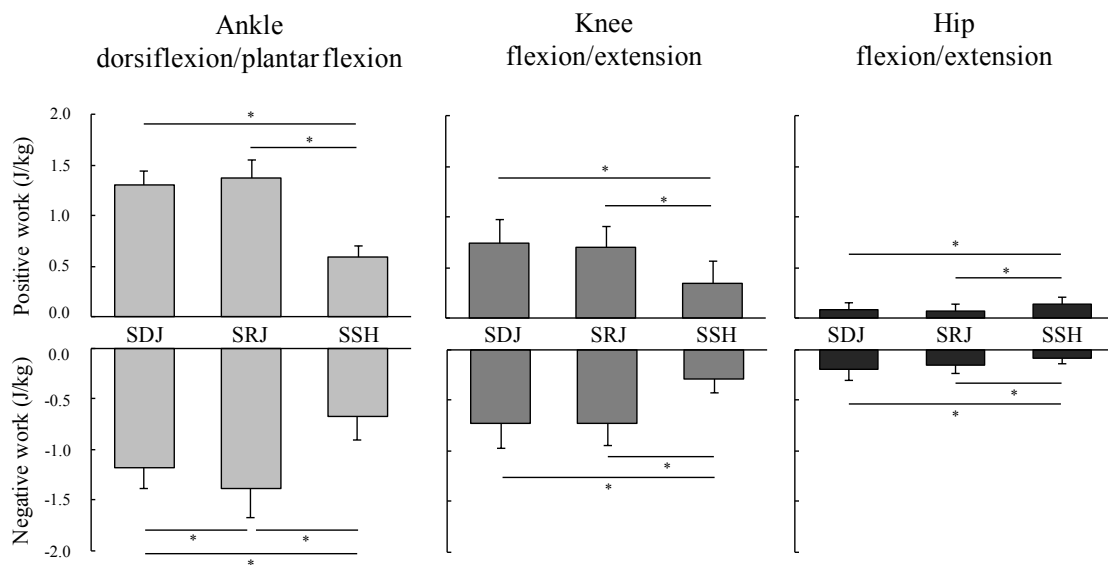 Ankle
dorsiflexion/plantar flexion
Knee
flexion/extension
Hip
flexion/extension
Positive work (J/kg)
2.0
1.5
1.0
0.5
0.0
*
*
*
*
*
*
SDJ SRJ SSH
SDJ SRJ SSH
SDJ SRJ SSH
Negative work (J/kg)
0.0
-0.5
-1.0
-1.5
-2.0
*
*
*
*
*
*
*